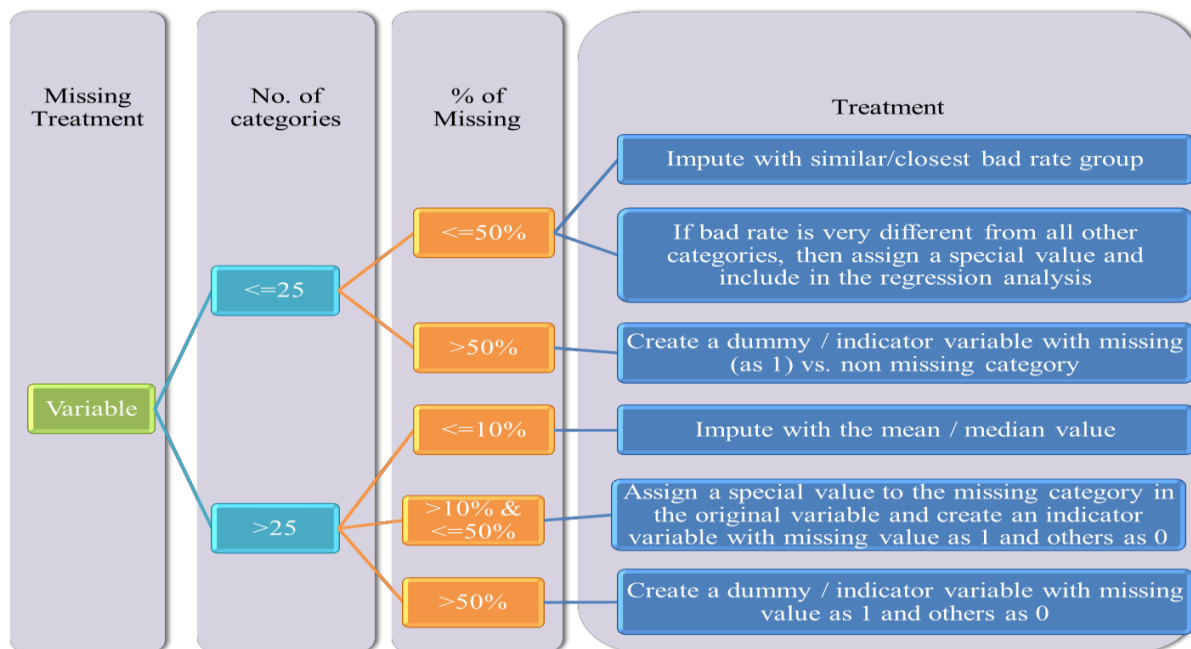 Missing
Treatment
No. of
categories
% of
Missing
Treatment
Variable
<=25
>25
<=50%
>50%
<=10%
>10% &
<=50%
>50%
Impute with similar/closest bad rate group
If bad rate is very different from all other
categories, then assign a special value and
include in the regression analysis
Create a dummy / indicator variable with missing
(as 1) vs. non missing category
Impute with the mean / median value
Assign a special value to the missing category in
the original variable and create an indicator
variable with missing value as 1 and others as 0
Create a dummy / indicator variable with missing
value as 1 and others as 0